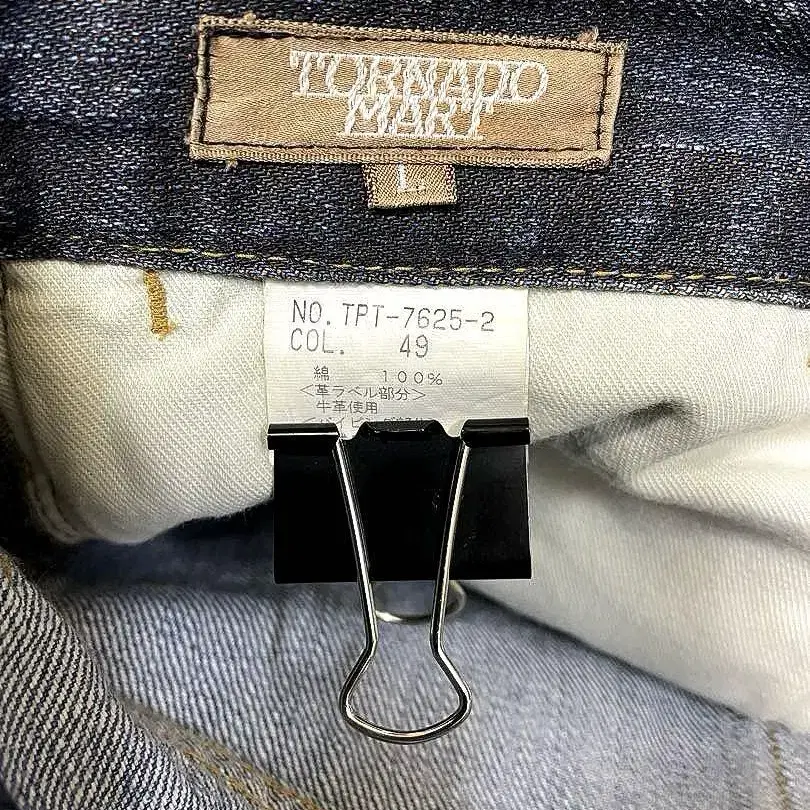 TORNADO
MART
L
NO. TPT-7625-2
COL. 49
綿 100%
<革ラベル部分>
牛革使用